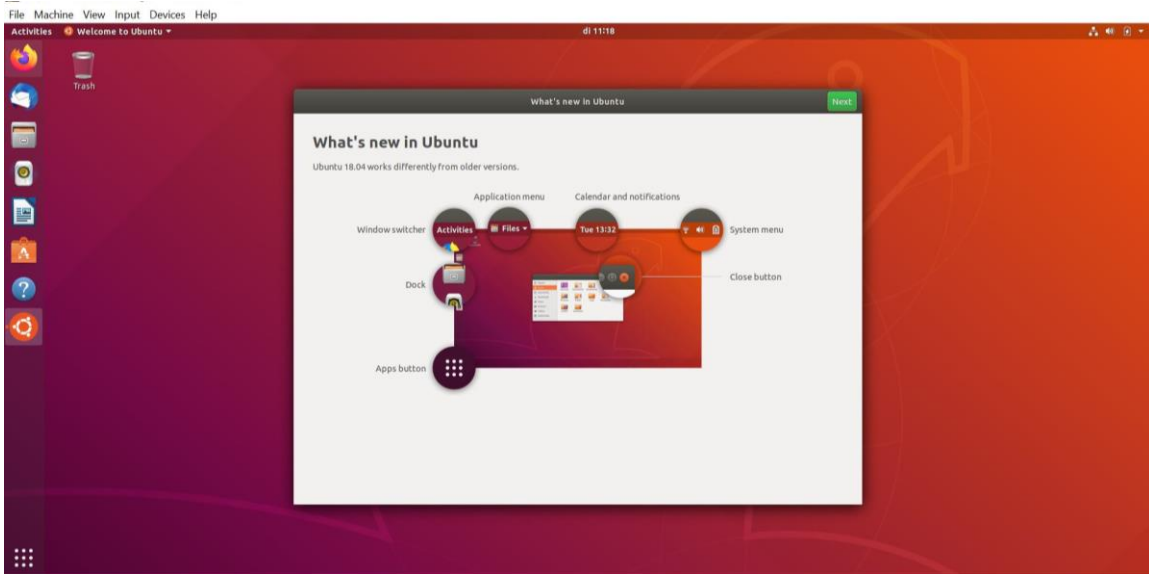 File Machine View Input Devices Help
Activities Welcome to Ubuntu di 11:18
Trash
What's new in Ubuntu Next
What's new in Ubuntu
Ubuntu 18.04 works differently from older versions.
Application menu Calendar and notifications
Window switcher Activities Files Tue 13:32 System menu
Dock Close button
Apps button